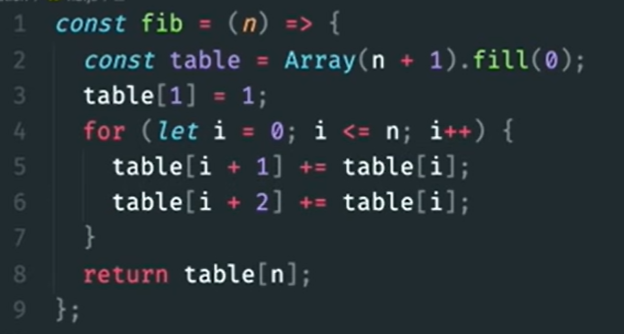 1 const fib = (n) => {
2 const table = Array(n + 1).fill(0);
3 table[1] = 1;
4 for (let i = 0; i <= n; i++) {
5 table[i + 1] += table[i];
6 table[i + 2] += table[i];
7 }
8 return table[n];
9 };